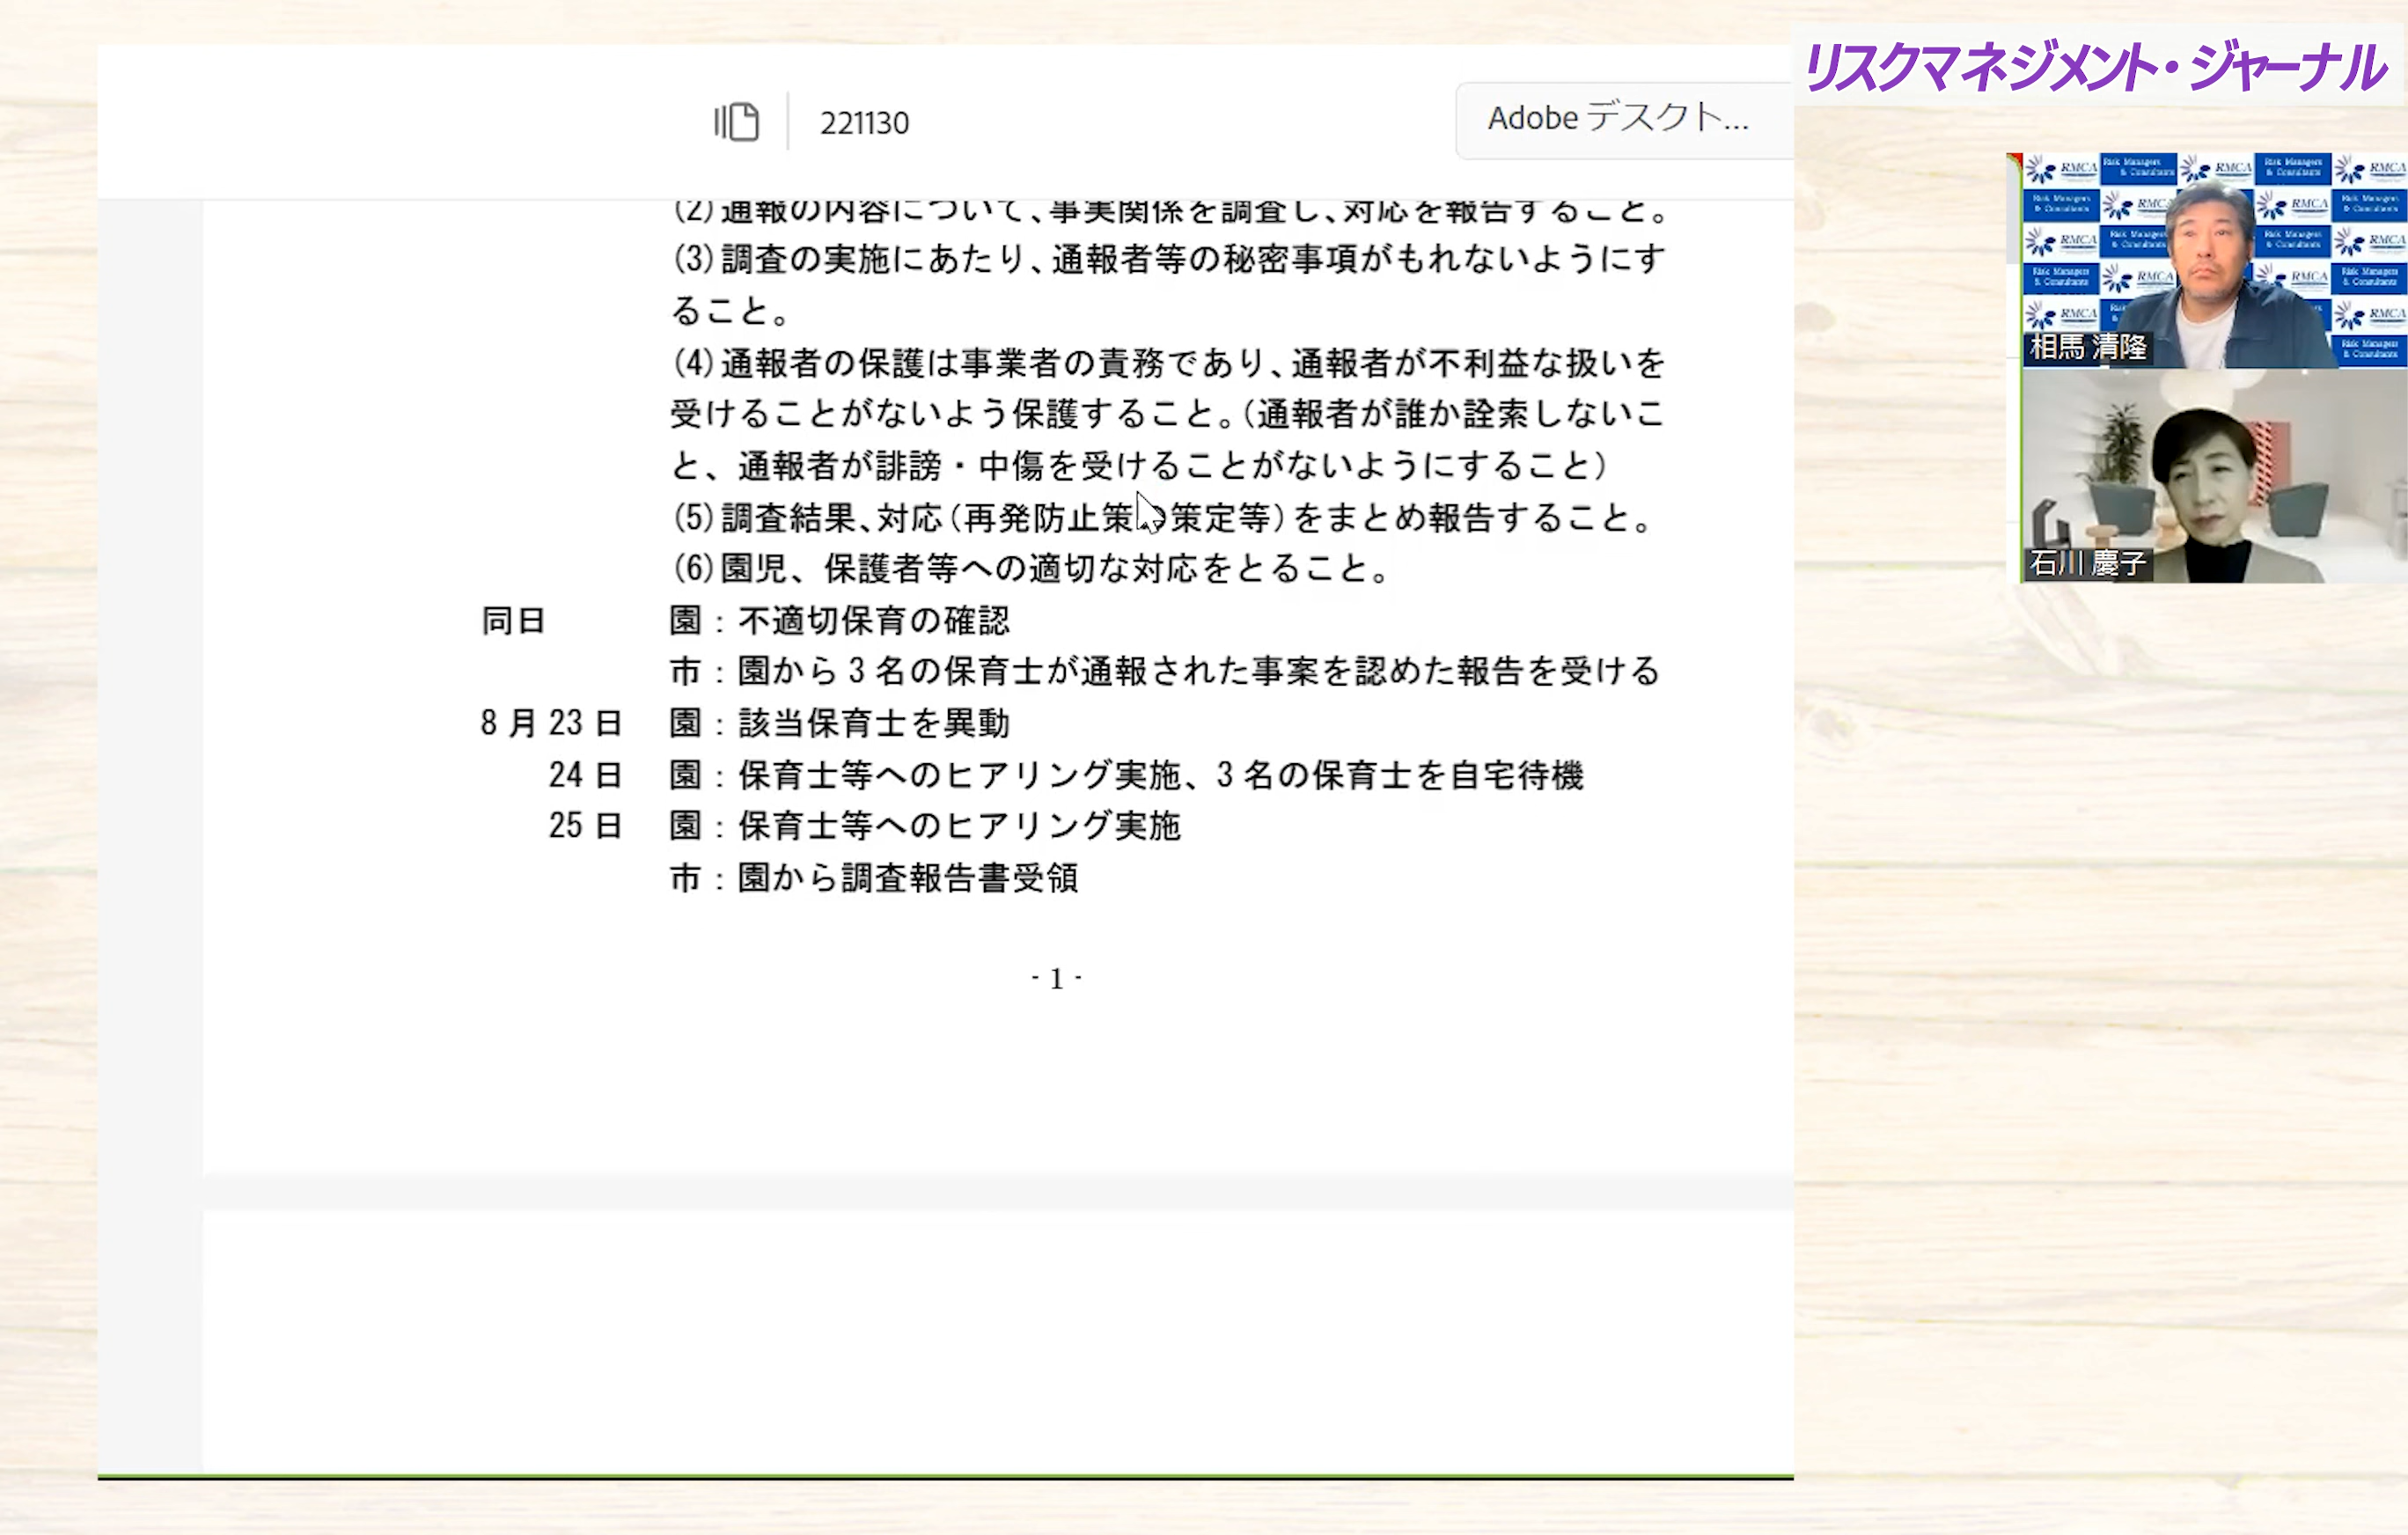 リスクマネジメント・ジャーナル
221130
Adobe デスクト...
(2)通報の内容について、事実関係を調査し、対応を報告すること。
(3)調査の実施にあたり、通報者等の秘密事項がもれないようにす
ること。
(4)通報者の保護は事業者の責務であり、通報者が不利益な扱いを
受けることがないよう保護すること。(通報者が誰か詮索しないこ
と、通報者が誹謗・中傷を受けることがないようにすること)
(5)調査結果、対応(再発防止策の策定等)をまとめ報告すること。
(6)園児、保護者等への適切な対応をとること。
同日 園：不適切保育の確認
市：園から3名の保育士が通報された事案を認めた報告を受ける
8月23日 園：該当保育士を異動
24日 園：保育士等へのヒアリング実施、3名の保育士を自宅待機
25日 園：保育士等へのヒアリング実施
市：園から調査報告書受領
- 1 -
RMCA
Risk Managers & Consultants
相馬 清隆
石川 慶子